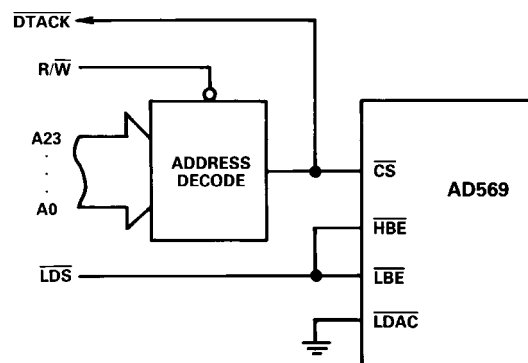 DTACK
R/W
A23
.
.
.
A0
ADDRESS
DECODE
CS
AD569
HBE
LDS
LBE
LDAC